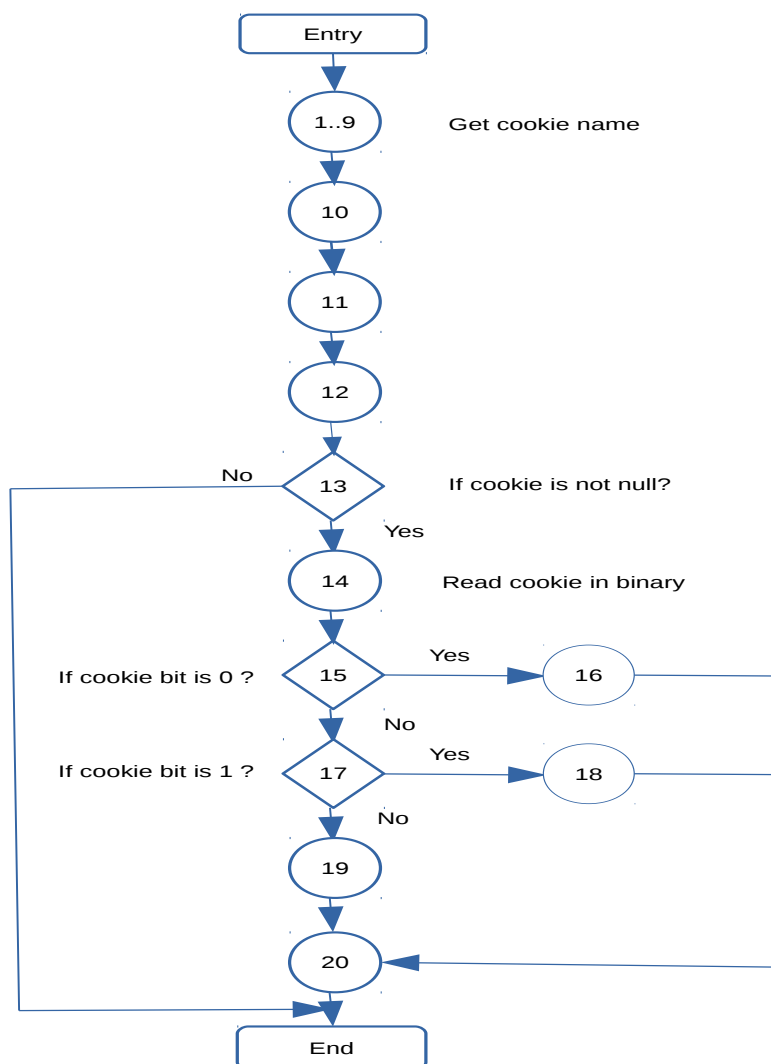 Entry
1..9
Get cookie name
10
11
12
No
13
If cookie is not null?
Yes
14
Read cookie in binary
If cookie bit is 0 ?
15
Yes
16
No
If cookie bit is 1 ?
17
Yes
18
No
19
20
End